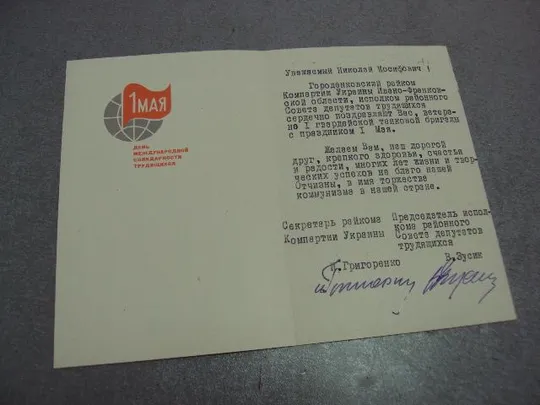 1 МАЯ
ДЕНЬ
МЕЖДУНАРОДНОЙ
СОЛИДАРНОСТИ
ТРУДЯЩИХСЯ
Уважаемый Николай Иосифович !
Городенковский райком
Компартии Украины Ивано-Франков-
ской области, исполком районного
Совета депутатов трудящихся
сердечно поздравляют Вас, ветера-
на 1 гвардейской танковой бригады
с праздником 1 Мая.
Желаем Вам, наш дорогой
друг, крепкого здоровья, счастья
и радости, многих лет жизни и твор-
ческих успехов на благо нашей
Отчизны, в имя торжества
коммунизма в нашей стране.
Секретарь райкома Председатель испол-
Компартии Украины кома районного
Совета депутатов
трудящихся
Григоренко В.Зусик